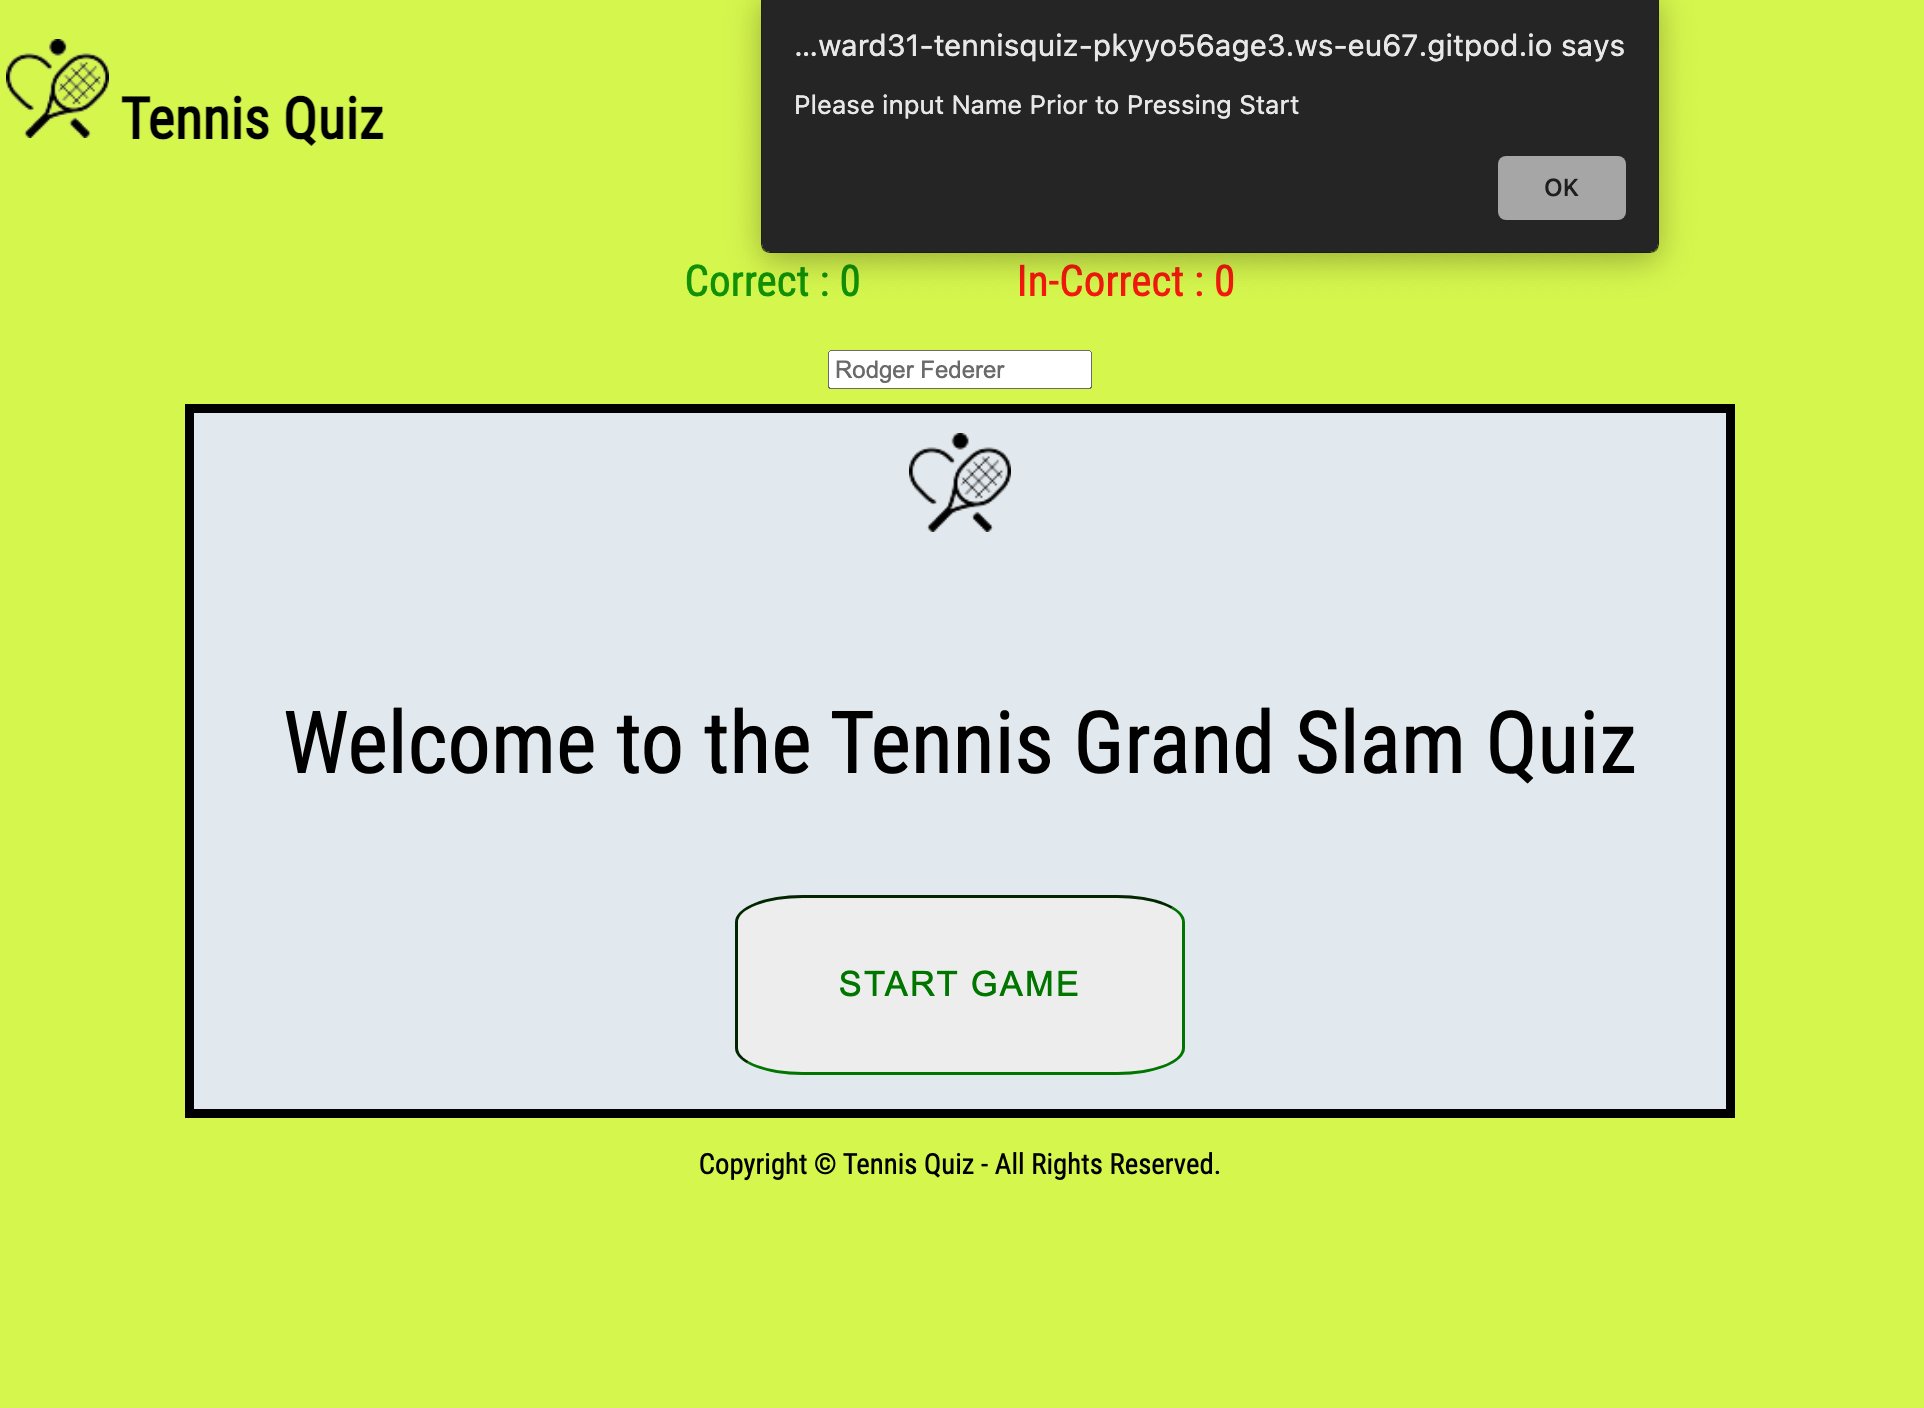 ...ward31-tennisquiz-pkyyo56age3.ws-eu67.gitpod.io says
Please input Name Prior to Pressing Start
OK
Tennis Quiz
Correct : 0 In-Correct : 0
Rodger Federer
Welcome to the Tennis Grand Slam Quiz
START GAME
Copyright © Tennis Quiz - All Rights Reserved.